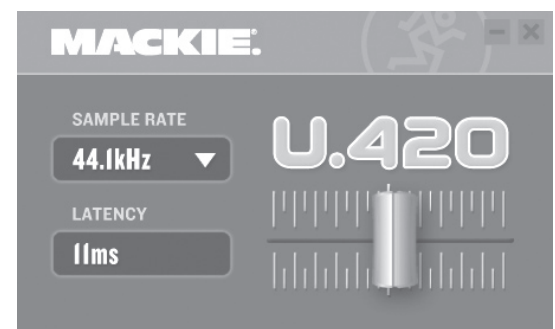 MACKIE.
SAMPLE RATE
44.1kHz
LATENCY
11ms
U.420